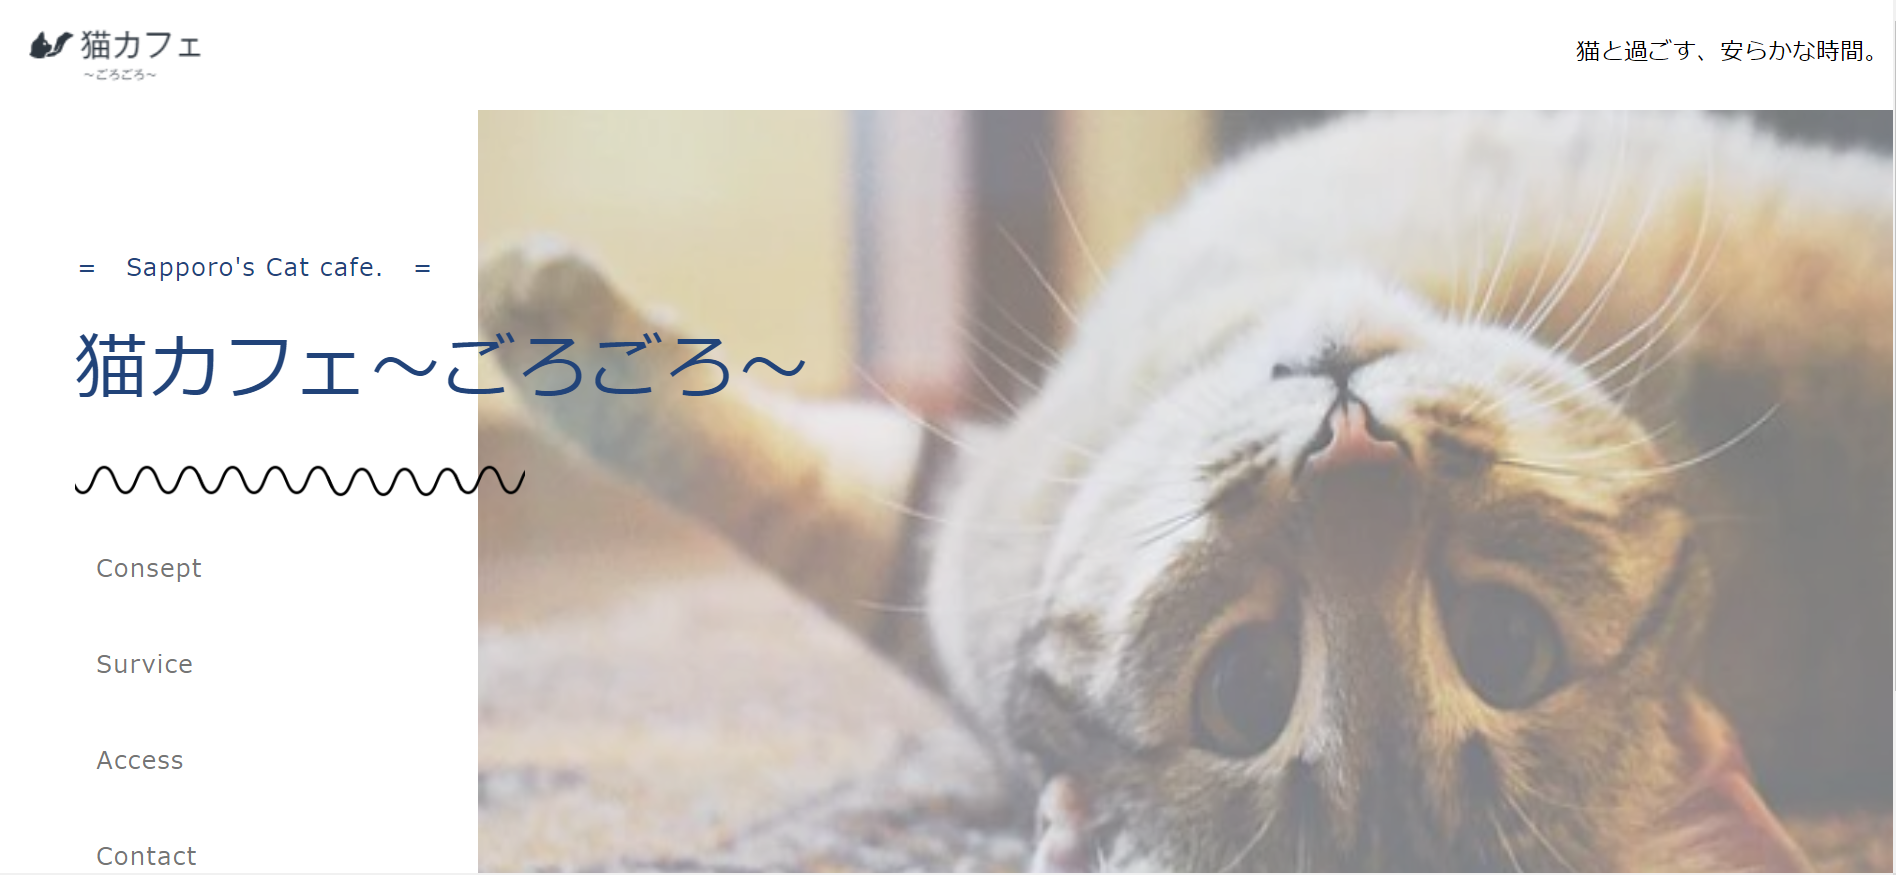 猫カフェ
～ごろごろ～
猫と過ごす、安らかな時間。
= Sapporo's Cat cafe. =
猫カフェ～ごろごろ～
Consept
Survice
Access
Contact